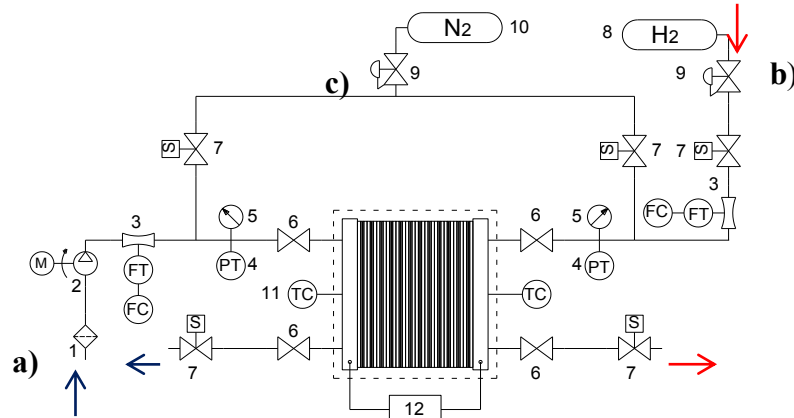 N2 10
8 H2
9 9
c) b)
S 7 S 7 7 S
3
3 5 6 6 5 FC FT
M FT PT 4 4 PT
2 FC 11 TC TC
S S
1 6
a)
7 6 7
12